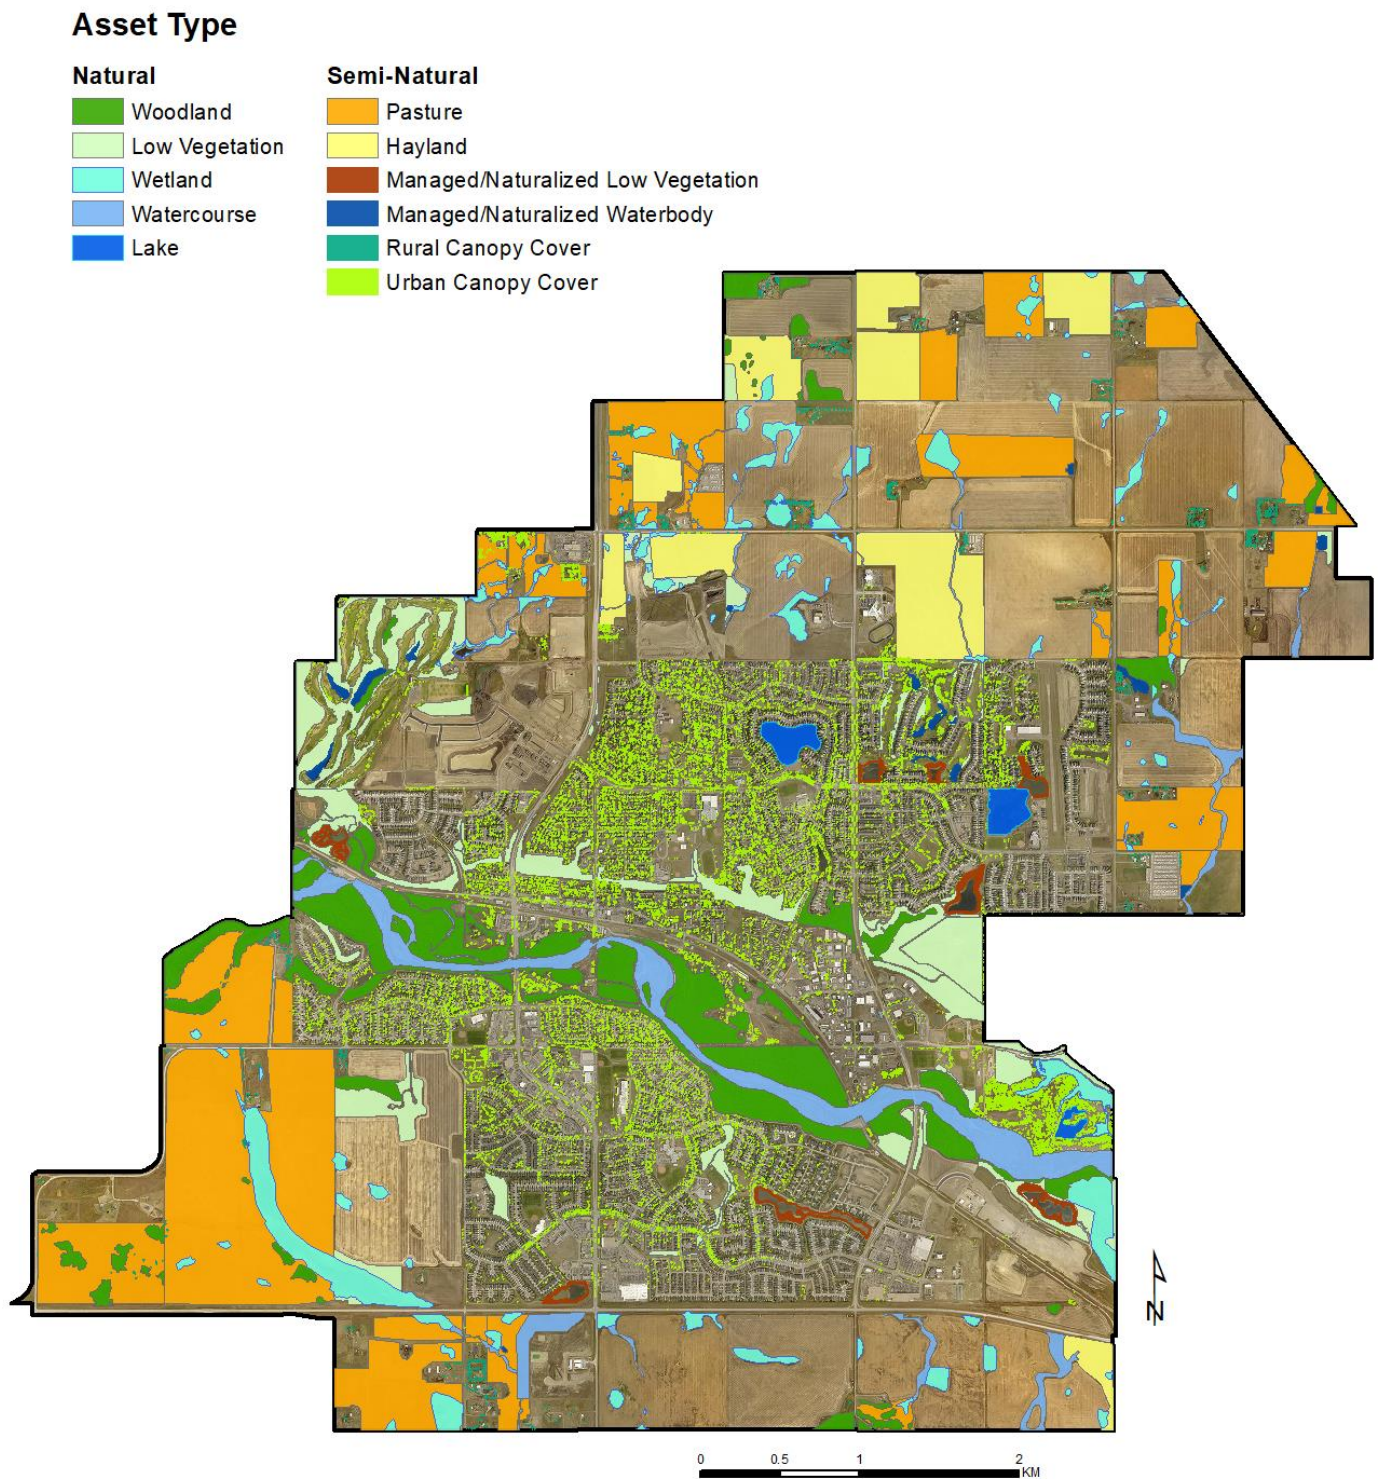 Asset Type
Natural
Semi-Natural
Woodland
Pasture
Low Vegetation
Hayland
Wetland
Managed/Naturalized Low Vegetation
Watercourse
Managed/Naturalized Waterbody
Lake
Rural Canopy Cover
Urban Canopy Cover
N
0 0.5 1 2
KM